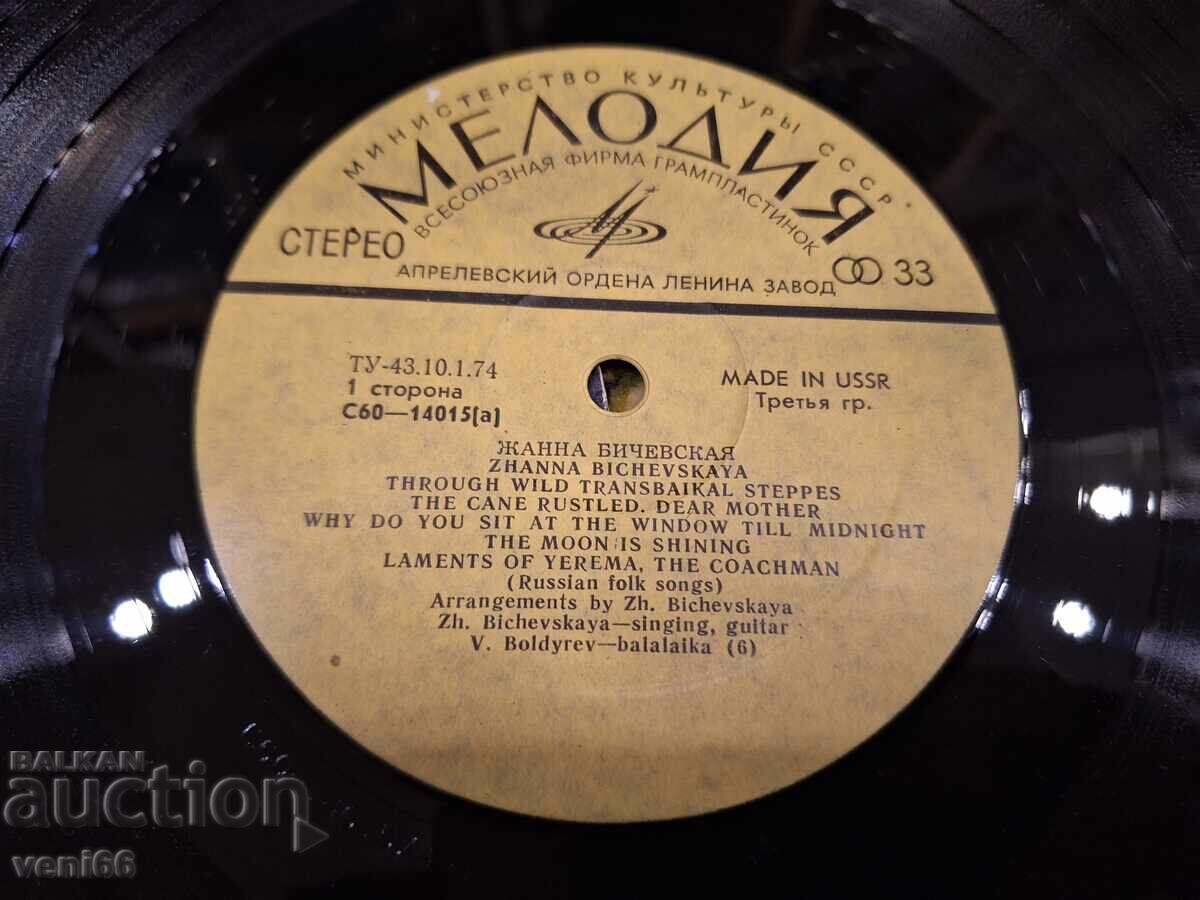 МИНИСТЕРСТВО КУЛЬТУРЫ СССР
МЕЛОДИЯ
ВСЕСОЮЗНАЯ ФИРМА ГРАМПЛАСТИНОК
СТЕРЕО
33
АПРЕЛЕВСКИЙ ОРДЕНА ЛЕНИНА ЗАВОД
ТУ-43.10.1.74
1 сторона
С60—14015(а)
MADE IN USSR
Третья гр.
ЖАННА БИЧЕВСКАЯ
ZHANNA BICHEVSKAYA
THROUGH WILD TRANSBAIKAL STEPPES
THE CANE RUSTLED. DEAR MOTHER
WHY DO YOU SIT AT THE WINDOW TILL MIDNIGHT
THE MOON IS SHINING
LAMENTS OF YEREMA, THE COACHMAN
(Russian folk songs)
Arrangements by Zh. Bichevskaya
Zh. Bichevskaya—singing, guitar
V. Boldyrev—balalaika (6)
BALKAN
auction
veni66